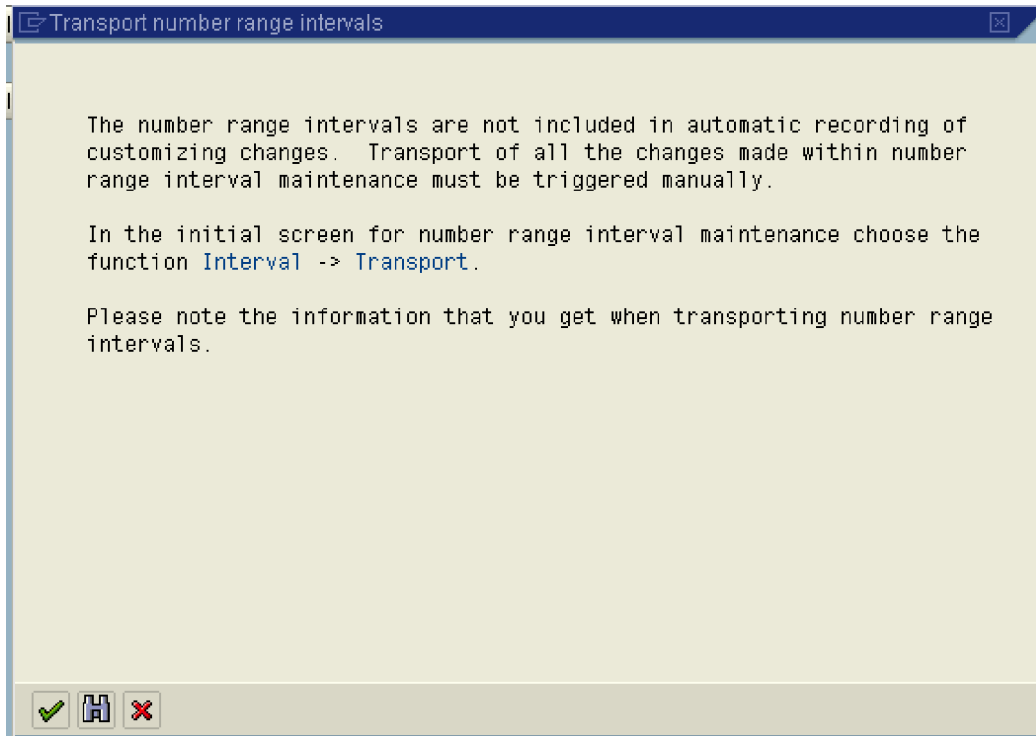 Transport number range intervals
The number range intervals are not included in automatic recording of
customizing changes.  Transport of all the changes made within number
range interval maintenance must be triggered manually.
In the initial screen for number range interval maintenance choose the
function Interval -> Transport.
Please note the information that you get when transporting number range
intervals.